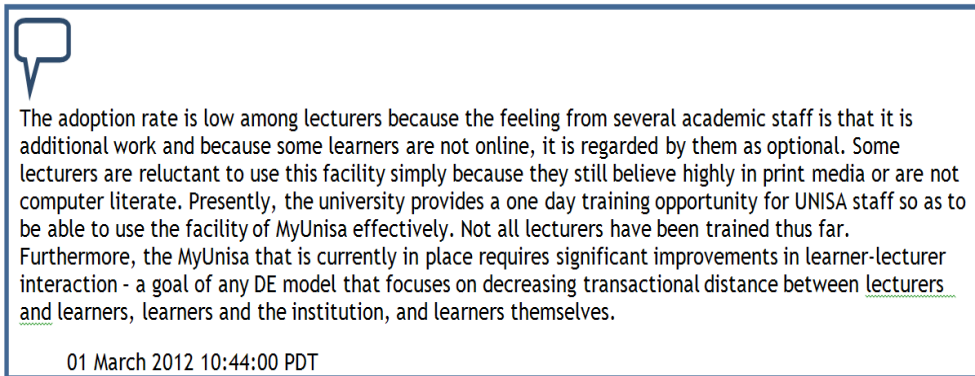 The adoption rate is low among lecturers because the feeling from several academic staff is that it is
additional work and because some learners are not online, it is regarded by them as optional. Some
lecturers are reluctant to use this facility simply because they still believe highly in print media or are not
computer literate. Presently, the university provides a one day training opportunity for UNISA staff so as to
be able to use the facility of MyUnisa effectively. Not all lecturers have been trained thus far.
Furthermore, the MyUnisa that is currently in place requires significant improvements in learner-lecturer
interaction - a goal of any DE model that focuses on decreasing transactional distance between lecturers
and learners, learners and the institution, and learners themselves.
01 March 2012 10:44:00 PDT